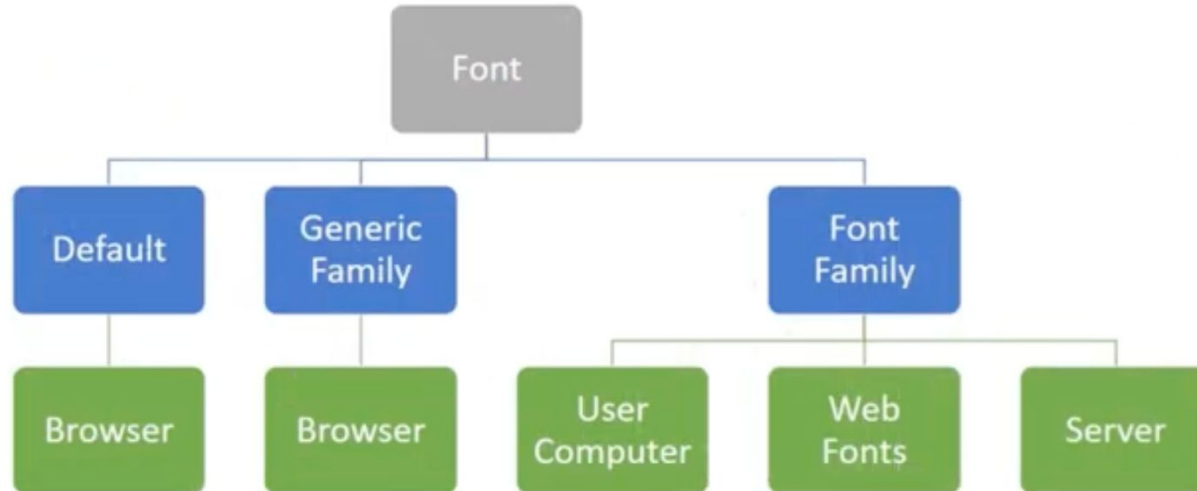 Font
Default
Generic
Family
Font
Family
Browser
Browser
User
Computer
Web
Fonts
Server